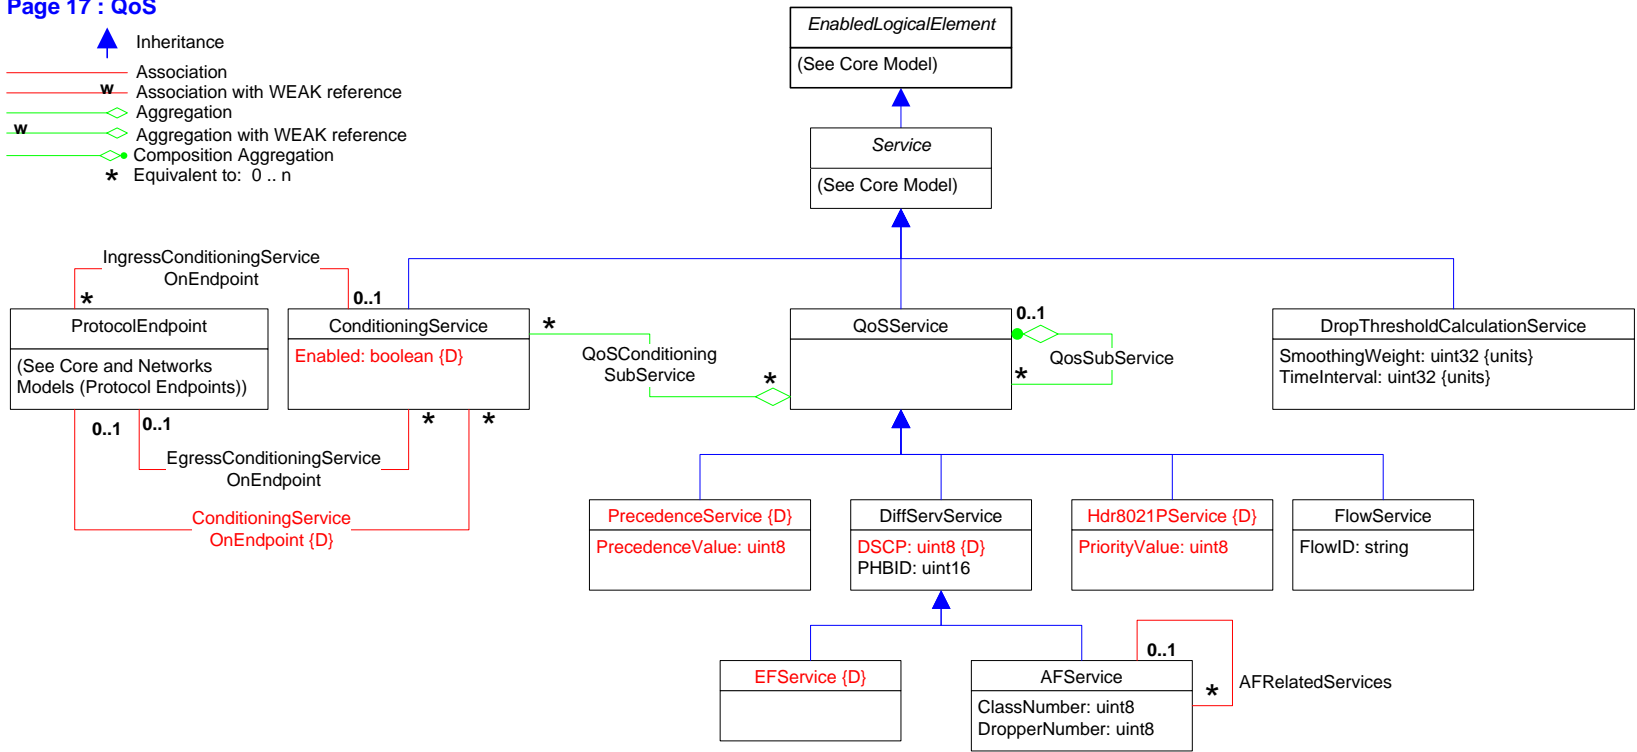 Page 17 : QoS
Inheritance
Association
w
Association with WEAK reference
Aggregation
w
Aggregation with WEAK reference
Composition Aggregation
* Equivalent to: 0 .. n
EnabledLogicalElement
(See Core Model)
Service
(See Core Model)
IngressConditioningService
OnEndpoint
*
0..1
ProtocolEndpoint
(See Core and Networks
Models (Protocol Endpoints))
ConditioningService
Enabled: boolean {D}
*
QoSConditioning
SubService
*
QoSService
0..1
QosSubService
*
DropThresholdCalculationService
SmoothingWeight: uint32 {units}
TimeInterval: uint32 {units}
0..1
0..1
*
*
EgressConditioningService
OnEndpoint
ConditioningService
OnEndpoint {D}
PrecedenceService {D}
PrecedenceValue: uint8
DiffServService
DSCP: uint8 {D}
PHBID: uint16
Hdr8021PService {D}
PriorityValue: uint8
FlowService
FlowID: string
EFService {D}
AFService
ClassNumber: uint8
DropperNumber: uint8
0..1
*
AFRelatedServices